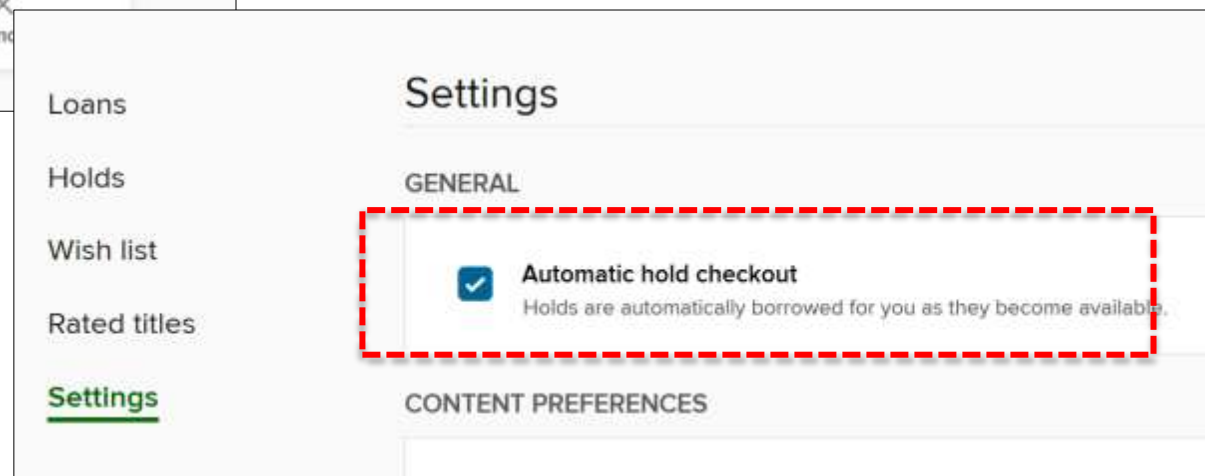 Loans
Holds
Wish list
Rated titles
Settings
Settings
GENERAL
Automatic hold checkout
Holds are automatically borrowed for you as they become available.
CONTENT PREFERENCES